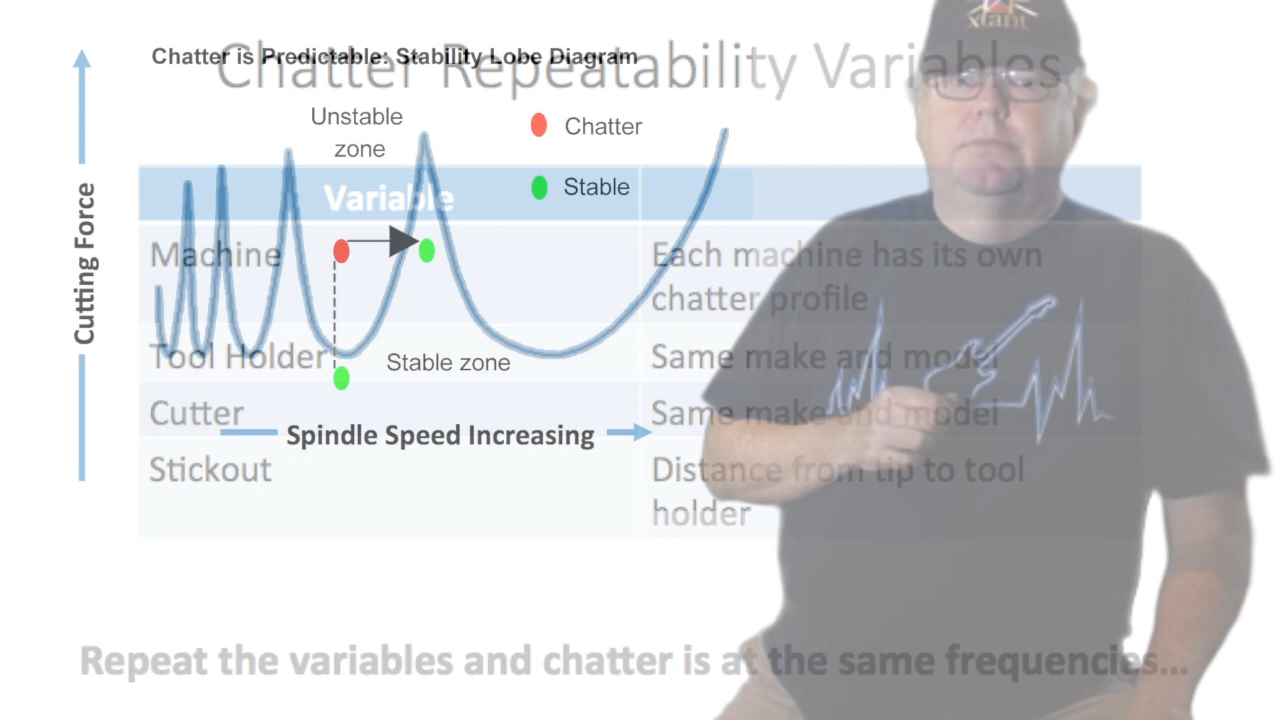 xtant
Chatter is Predictable: Stability Lobe Diagram
Chatter Repeatability Variables
Unstable
zone
Chatter
Stable
Variable
Machine
Each machine has its own
chatter profile
Cutting Force
Tool Holder
Same make and model
Stable zone
Cutter
Same make and model
Spindle Speed Increasing
Stickout
Distance from tip to tool
holder
Repeat the variables and chatter is at the same frequencies...